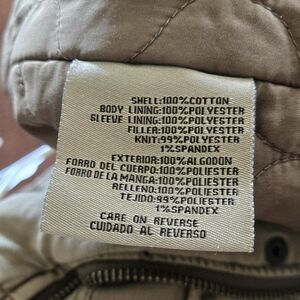 SHELL:100%COTTON
BODY LINING:100%POLYESTER
SLEEVE LINING:100%POLYESTER
FILLER:100%POLYESTER
KNIT:99%POLYESTER
1%SPANDEX
EXTERIOR:100%ALGODON
FORRO DEL CUERPO:100%POLIESTER
FORRO DE LA MANGA:100%POLIESTER
RELLENO:100%POLIESTER
TEJIDO:99%POLIESTER
1%SPANDEX
CARE ON REVERSE
CUIDADO AL REVERSO